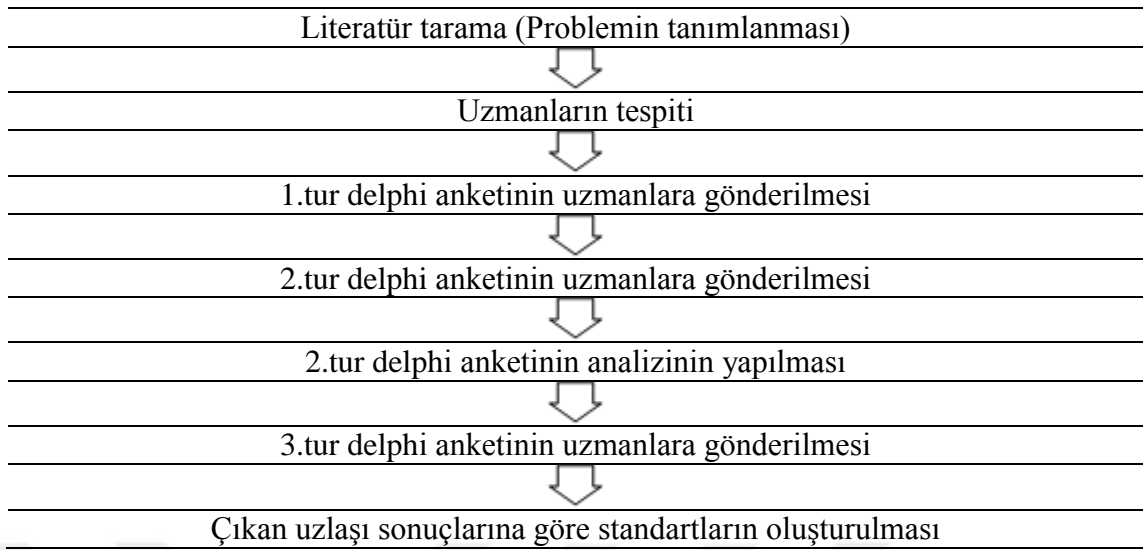 Literatür tarama (Problemin tanımlanması)
Uzmanların tespiti
1.tur delphi anketinin uzmanlara gönderilmesi
2.tur delphi anketinin uzmanlara gönderilmesi
2.tur delphi anketinin analizinin yapılması
3.tur delphi anketinin uzmanlara gönderilmesi
Çıkan uzlaşı sonuçlarına göre standartların oluşturulması